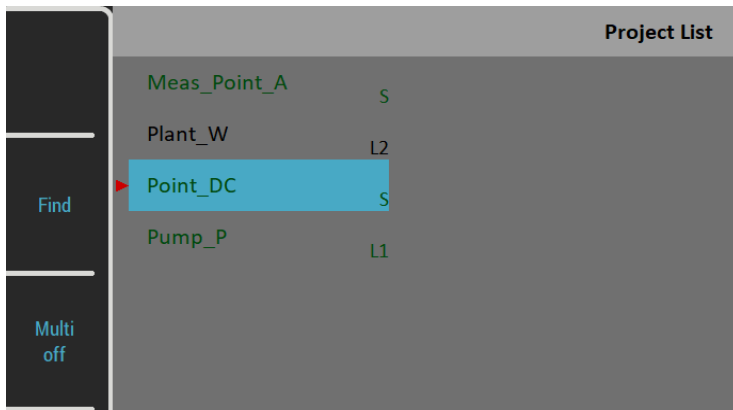 Project List
Meas_Point_A
S
Plant_W
L2
Point_DC
S
Pump_P
L1
Find
Multi
off